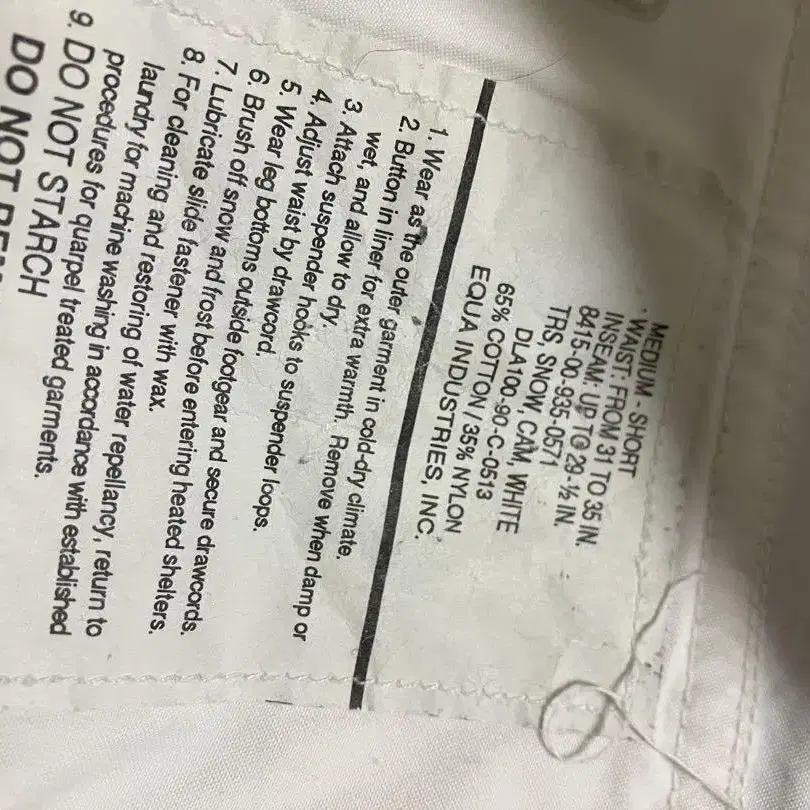 MEDIUM - SHORT
WAIST: FROM 31 TO 35 IN.
INSEAM: UP TO 29-½ IN.
8415-00-935-0571
TRS, SNOW, CAM, WHITE
DLA100-90-C-0513
65% COTTON / 35% NYLON
EQUA INDUSTRIES, INC.
1. Wear as the outer garment in cold-dry climate.
2. Button in liner for extra warmth. Remove when damp or
wet, and allow to dry.
3. Attach suspender hooks to suspender loops.
4. Adjust waist by drawcord.
5. Wear leg bottoms outside footgear and secure drawcords.
6. Brush off snow and frost before entering heated shelters.
7. Lubricate slide fastener with wax.
8. For cleaning and restoring of water repellancy, return to
laundry for machine washing in accordance with established
procedures for quarpel treated garments.
9. DO NOT STARCH
DO NOT